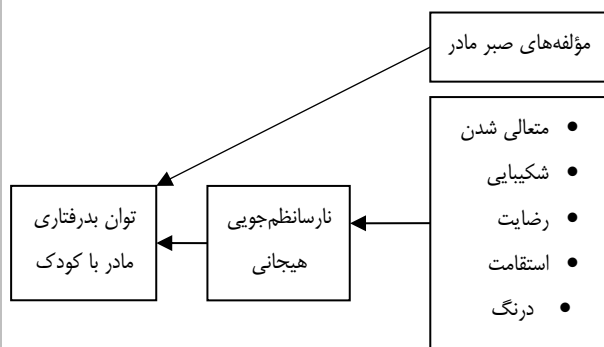 مؤلفه‌های صبر مادر
• متعالی شدن
• شکیبایی
• رضایت
• استقامت
• درنگ
نارسانظم‌جویی
هیجانی
توان بدرفتاری
مادر با کودک